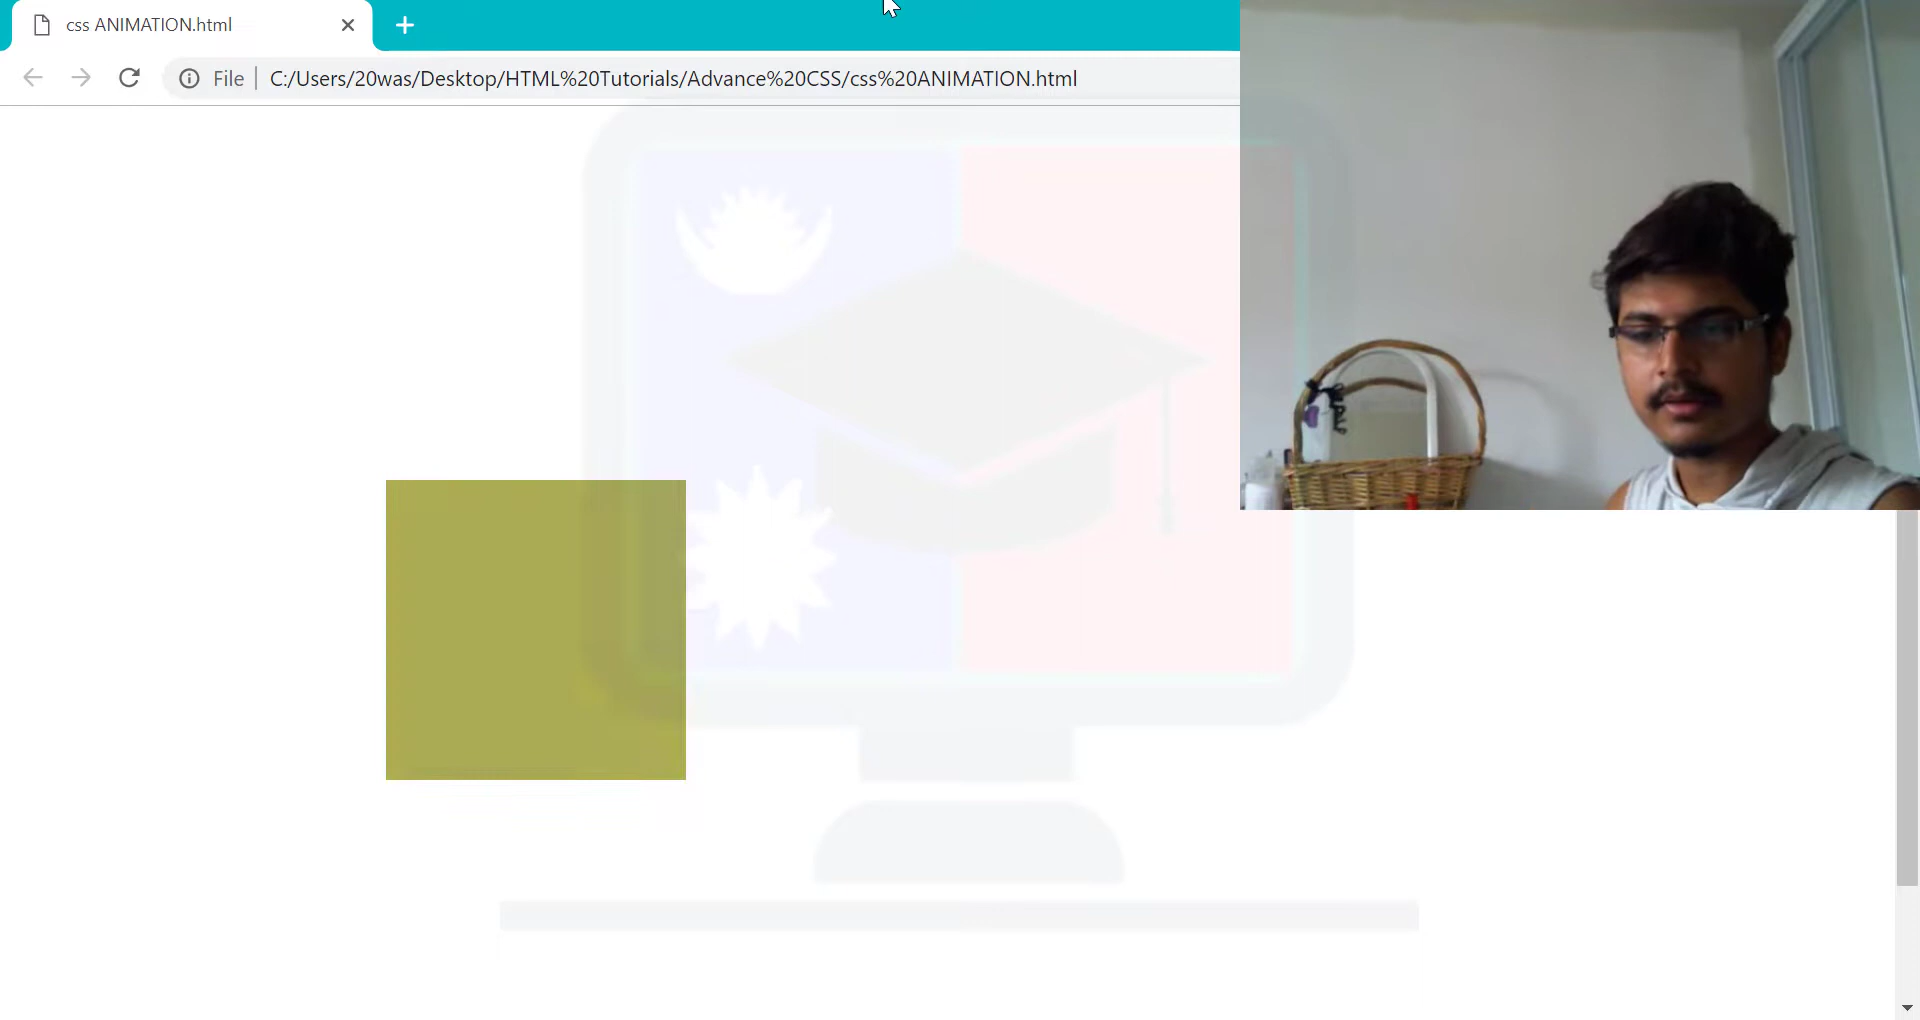 css ANIMATION.html
File
C:/Users/20was/Desktop/HTML%20Tutorials/Advance%20CSS/css%20ANIMATION.html